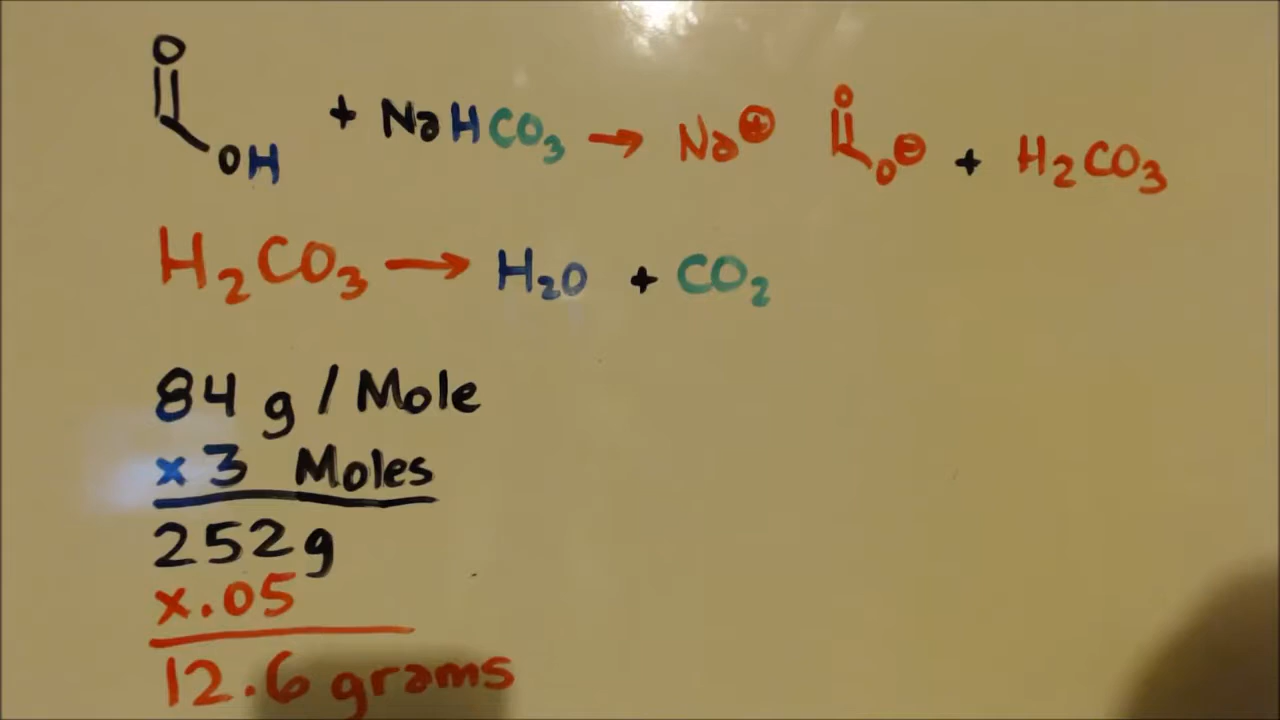 O OH + NaHCO₃ → Na⊕ O O⊖ + H₂CO₃
H₂CO₃ → H₂O + CO₂
84 g / Mole
x 3 Moles
252g
x.05
12.6 grams